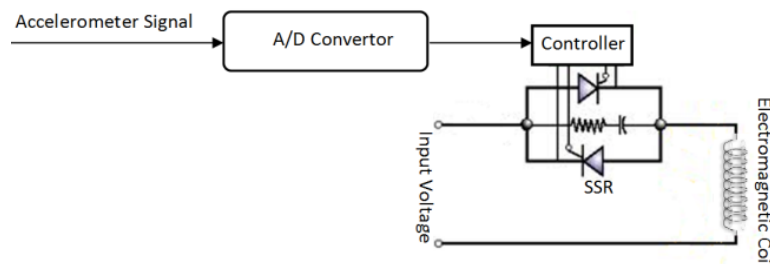 Accelerometer Signal
A/D Convertor
Controller
SSR
Input Voltage
Electromagnetic Coi